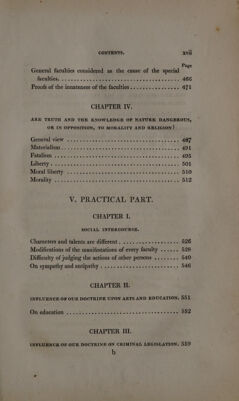 CONTENTS. xvii
Page
General faculties considered as the cause of the special
faculties. . . . . . . . . . . . . . . . . . . . . . . . . . . . . . . . . . . . 466
Proofs of the innateness of the faculties . . . . . . . . . . . . . . . . 471
CHAPTER IV.
ARE TRUTH AND THE KNOWLEDGE OF NATURE DANGEROUS,
OR IN OPPOSITION, TO MORALITY AND RELIGION?
General view . . . . . . . . . . . . . . . . . . . . . . . . . . . . . . . . 487
Materialism . . . . . . . . . . . . . . . . . . . . . . . . . . . . . . . . . 491
Fatalism . . . . . . . . . . . . . . . . . . . . . . . . . . . . . . . . . . . 495
Liberty . . . . . . . . . . . . . . . . . . . . . . . . . . . . . . . . . . . . 501
Moral liberty . . . . . . . . . . . . . . . . . . . . . . . . . . . . . . . . 510
Morality . . . . . . . . . . . . . . . . . . . . . . . . . . . . . . . . . . . 512
V. PRACTICAL PART.
CHAPTER I.
SOCIAL INTERCOURSE.
Characters and talents are different . . . . . . . . . . . . . . . . . 526
Modifications of the manifestations of every faculty . . . . . . 528
Difficulty of judging the actions of other persons . . . . . . . . 540
On sympathy and antipathy . . . . . . . . . . . . . . . . . . . . . . . 546
CHAPTER II.
INFLUENCE OF OUR DOCTRINE UPON ARTS AND EDUCATION, 551
On education . . . . . . . . . . . . . . . . . . . . . . . . . . . . . . . . 552
CHAPTER III.
INFLUENCE OF OUR DOCTRINE ON CRIMINAL LEGISLATION, 559
b